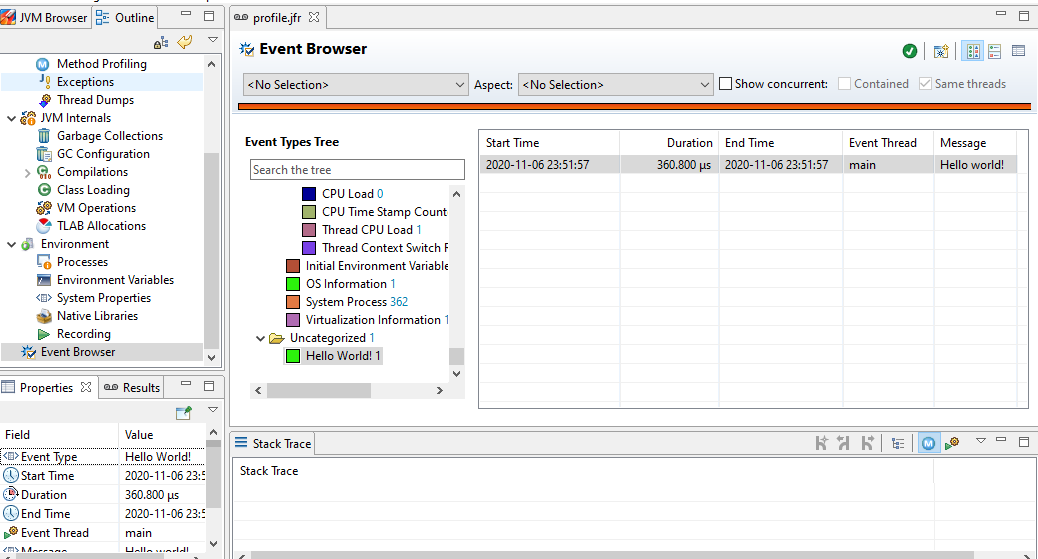 JVM Browser
Outline
Method Profiling
Exceptions
Thread Dumps
JVM Internals
Garbage Collections
GC Configuration
Compilations
Class Loading
VM Operations
TLAB Allocations
Environment
Processes
Environment Variables
System Properties
Native Libraries
Recording
Event Browser
Properties
Results
Field Value
Event Type Hello World!
Start Time 2020-11-06 23:5
Duration 360.800 µs
End Time 2020-11-06 23:5
Event Thread main
Message Hello world!
profile.jfr
Event Browser
<No Selection> Aspect: <No Selection> Show concurrent: Contained Same threads
Event Types Tree
Search the tree
CPU Load 0
CPU Time Stamp Count
Thread CPU Load 1
Thread Context Switch
Initial Environment Variable
OS Information 1
System Process 362
Virtualization Information 1
Uncategorized 1
Hello World! 1
Start Time Duration End Time Event Thread Message
2020-11-06 23:51:57 360.800 µs 2020-11-06 23:51:57 main Hello world!
Stack Trace
Stack Trace